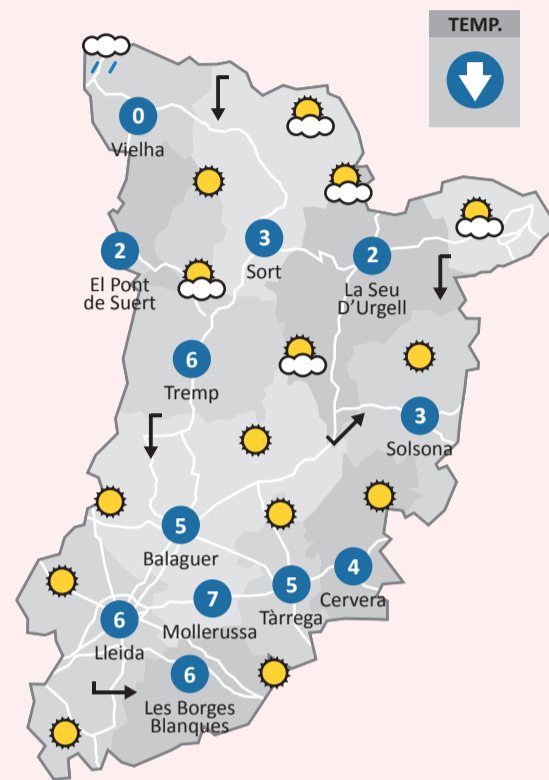 TEMP.
0
Vielha
2
El Pont
de Suert
3
Sort
2
La Seu
D'Urgell
6
Tremp
3
Solsona
5
Balaguer
4
Cervera
5
Tàrrega
7
Mollerussa
6
Lleida
6
Les Borges
Blanques